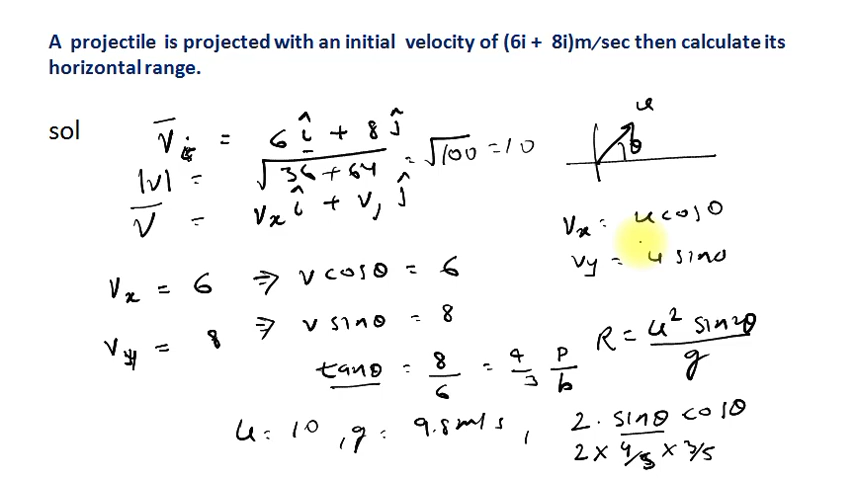 A projectile is projected with an initial velocity of (6i + 8i)m/sec then calculate its
horizontal range.
sol
V̅i = 6î + 8ĵ
|v| = √36+64 = √100 = 10
V̅ = Vx î + Vy ĵ
u
θ
Vx = u cosθ
Vy = u sinθ
Vx = 6 ⇒ v cosθ = 6
Vy = 8 ⇒ v sinθ = 8
R = u² sin2θ / g
tanθ = 8/6 = 4/3 P/b
u = 10 , g = 9.8 m/s , 2 . sinθ cosθ
2 × 4/5 × 3/5